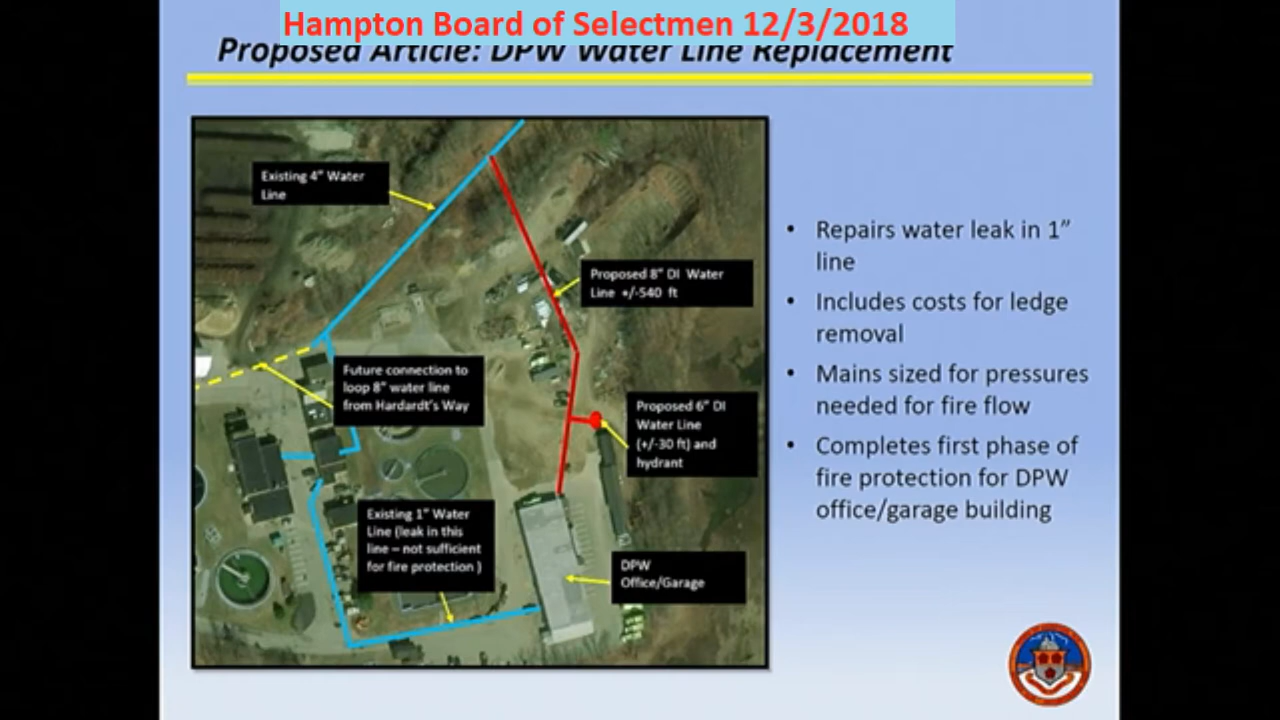 Hampton Board of Selectmen 12/3/2018
Proposed Article: DPW Water Line Replacement
Existing 4" Water
Line
Proposed 8" DI Water
Line +/-540 ft
Future connection to
loop 8" water line
from Hardardt's Way
Proposed 6" DI
Water Line
(+/-30 ft) and
hydrant
Existing 1" Water
Line (leak in this
line – not sufficient
for fire protection )
DPW
Office/Garage
• Repairs water leak in 1"
line
• Includes costs for ledge
removal
• Mains sized for pressures
needed for fire flow
• Completes first phase of
fire protection for DPW
office/garage building